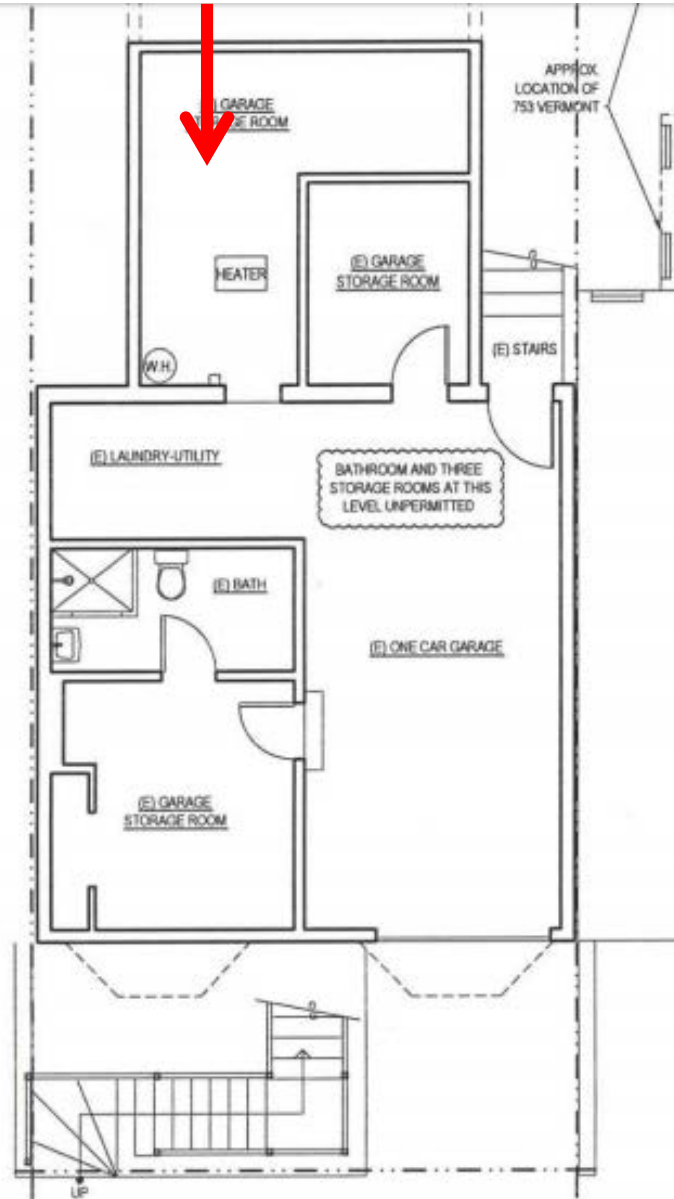 APPROX.
LOCATION OF
753 VERMONT
GARAGE
ROOM
(E) GARAGE
STORAGE ROOM
HEATER
(E) STAIRS
W.H.
(E) LAUNDRY-UTILITY
BATHROOM AND THREE
STORAGE ROOMS AT THIS
LEVEL UNPERMITTED
(E) BATH
(E) ONE CAR GARAGE
(E) GARAGE
STORAGE ROOM
UP